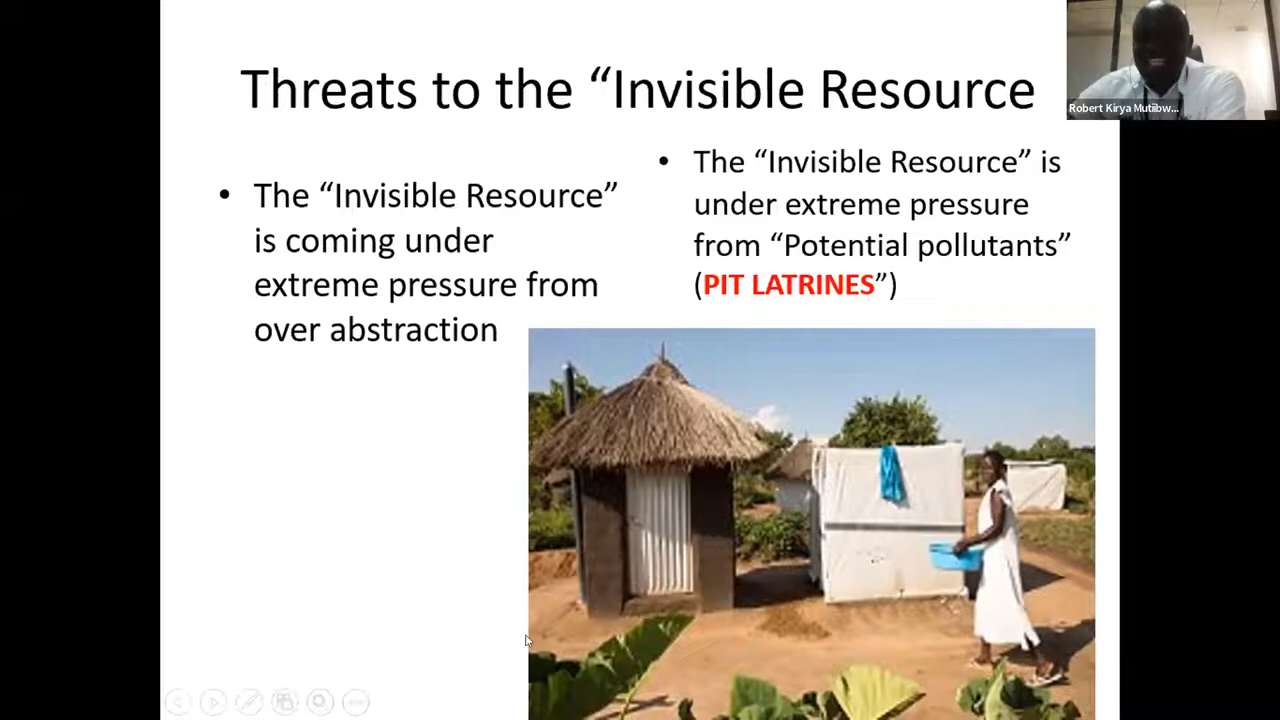 Threats to the “Invisible Resource
Robert Kirya Mutiibw...
• The “Invisible Resource”
is coming under
extreme pressure from
over abstraction
• The “Invisible Resource” is
under extreme pressure
from “Potential pollutants”
(PIT LATRINES”)